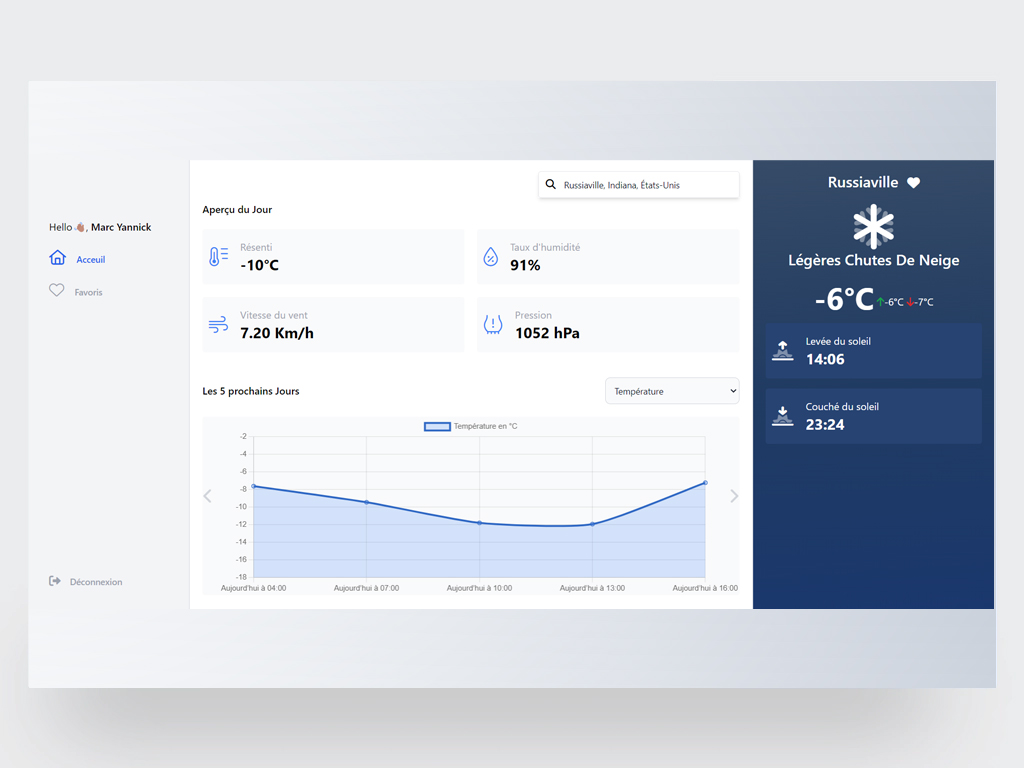 Hello 👋🏽, Marc Yannick
Acceuil
Favoris
Déconnexion
Russiaville, Indiana, États-Unis
Aperçu du Jour
Résenti
-10°C
Taux d'humidité
91%
Vitesse du vent
7.20 Km/h
Pression
1052 hPa
Les 5 prochains Jours
Température
Température en °C
-2
-4
-6
-8
-10
-12
-14
-16
-18
Aujourd'hui à 04:00
Aujourd'hui à 07:00
Aujourd'hui à 10:00
Aujourd'hui à 13:00
Aujourd'hui à 16:00
Russiaville
Légères Chutes De Neige
-6°C -6°C -7°C
Levée du soleil
14:06
Couché du soleil
23:24